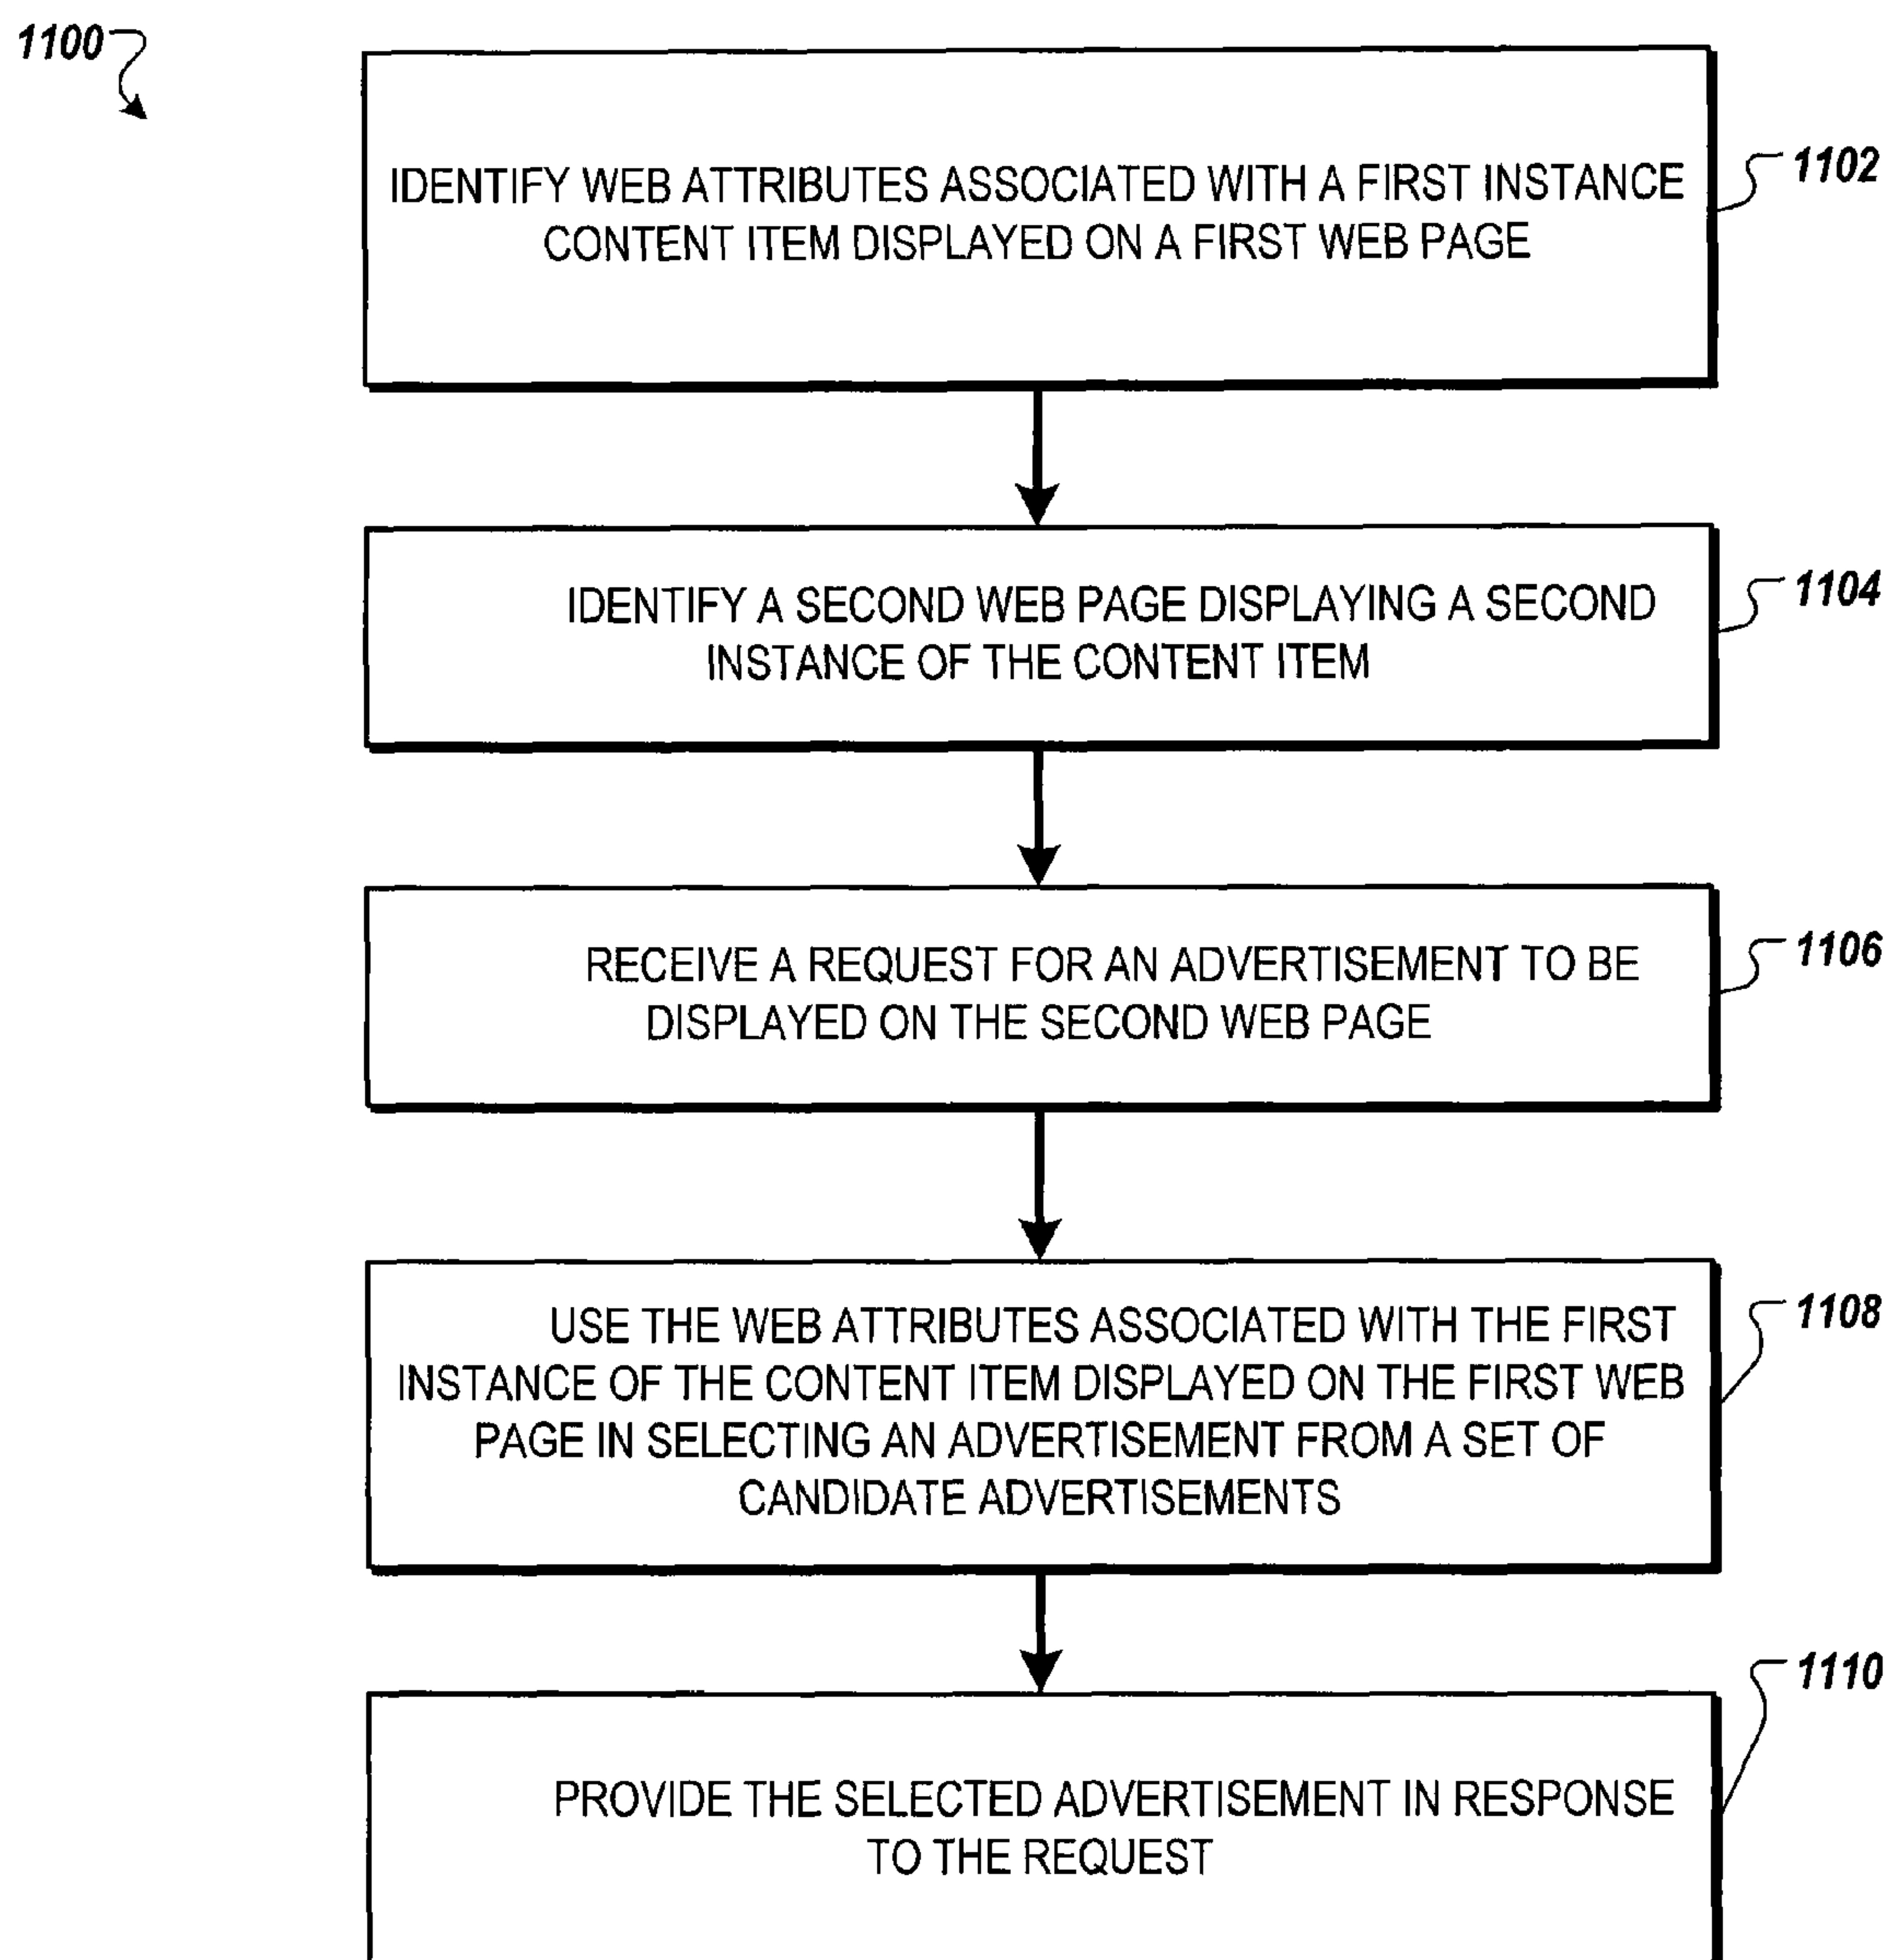 1100
IDENTIFY WEB ATTRIBUTES ASSOCIATED WITH A FIRST INSTANCE
CONTENT ITEM DISPLAYED ON A FIRST WEB PAGE
1102
IDENTIFY A SECOND WEB PAGE DISPLAYING A SECOND
INSTANCE OF THE CONTENT ITEM
1104
RECEIVE A REQUEST FOR AN ADVERTISEMENT TO BE
DISPLAYED ON THE SECOND WEB PAGE
1106
USE THE WEB ATTRIBUTES ASSOCIATED WITH THE FIRST
INSTANCE OF THE CONTENT ITEM DISPLAYED ON THE FIRST WEB
PAGE IN SELECTING AN ADVERTISEMENT FROM A SET OF
CANDIDATE ADVERTISEMENTS
1108
PROVIDE THE SELECTED ADVERTISEMENT IN RESPONSE
TO THE REQUEST
1110